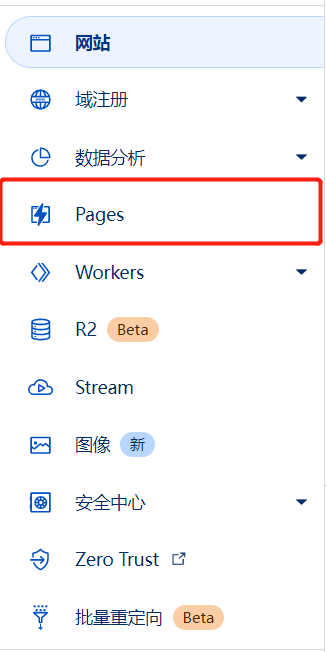 网站
域注册
数据分析
Pages
Workers
R2 Beta
Stream
图像 新
安全中心
Zero Trust
批量重定向 Beta